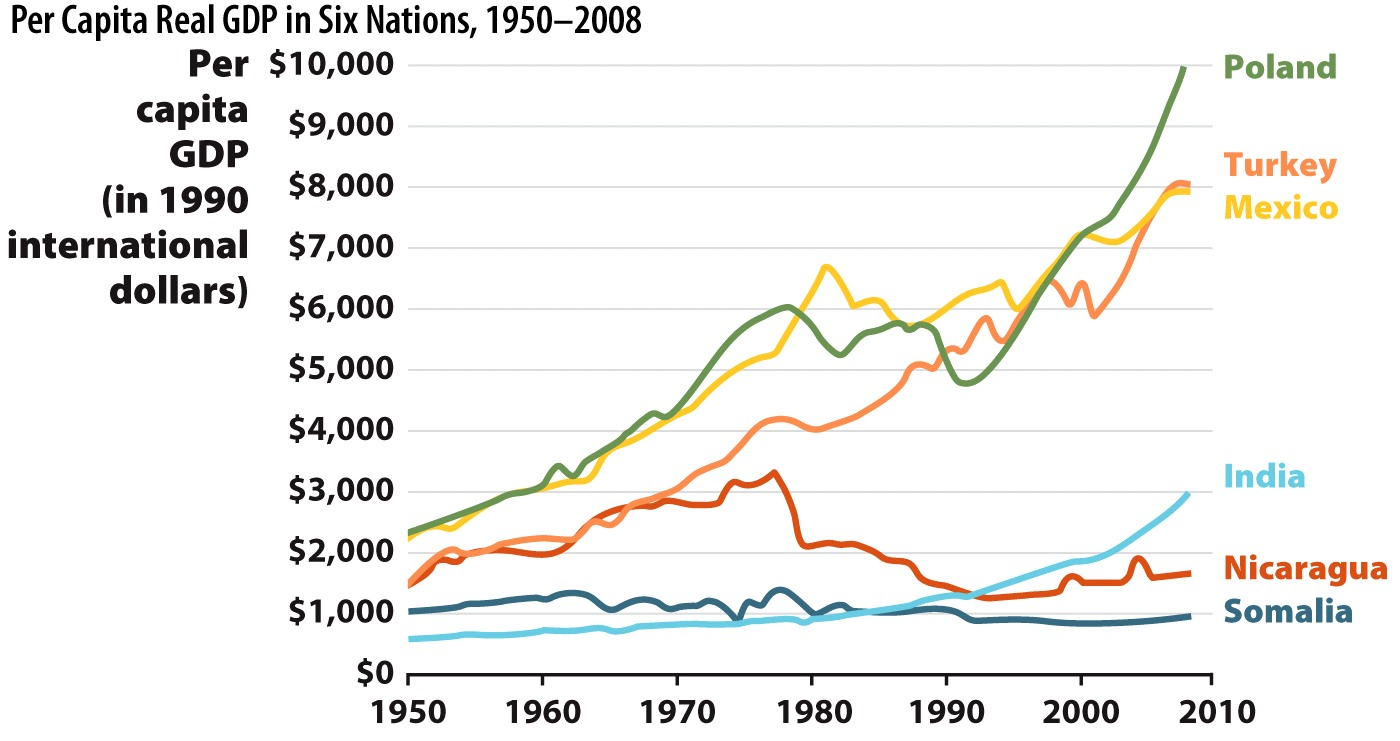 Per Capita Real GDP in Six Nations, 1950–2008
Per
capita
GDP
(in 1990
international
dollars)
$10,000
$9,000
$8,000
$7,000
$6,000
$5,000
$4,000
$3,000
$2,000
$1,000
$0
1950 1960 1970 1980 1990 2000 2010
Poland
Turkey
Mexico
India
Nicaragua
Somalia